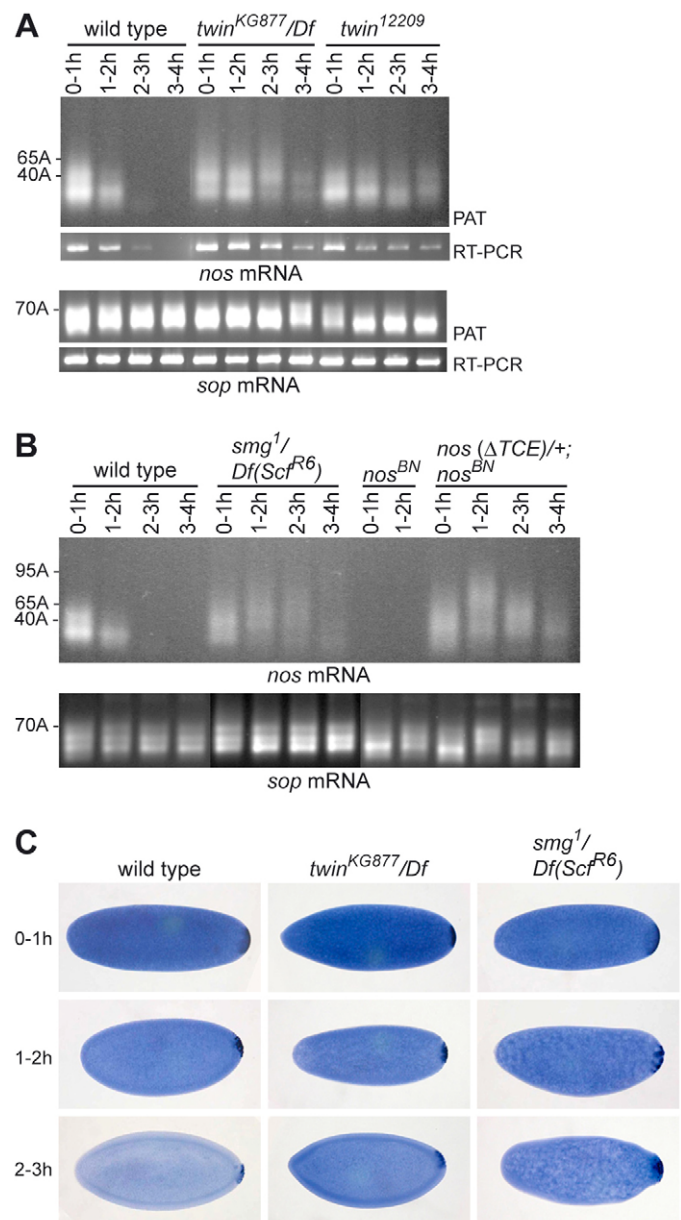 A
wild type twinKG877/Df twin12209
0-1h 1-2h 2-3h 3-4h 0-1h 1-2h 2-3h 3-4h 0-1h 1-2h 2-3h 3-4h
65A
40A
PAT
RT-PCR
nos mRNA
70A
PAT
RT-PCR
sop mRNA
B
wild type smg1/ Df(ScfR6) nosBN nos (ΔTCE)/+; nosBN
0-1h 1-2h 2-3h 3-4h 0-1h 1-2h 2-3h 3-4h 0-1h 1-2h 0-1h 1-2h 2-3h 3-4h
95A
65A
40A
nos mRNA
70A
sop mRNA
C
wild type twinKG877/Df smg1/ Df(ScfR6)
0-1h
1-2h
2-3h